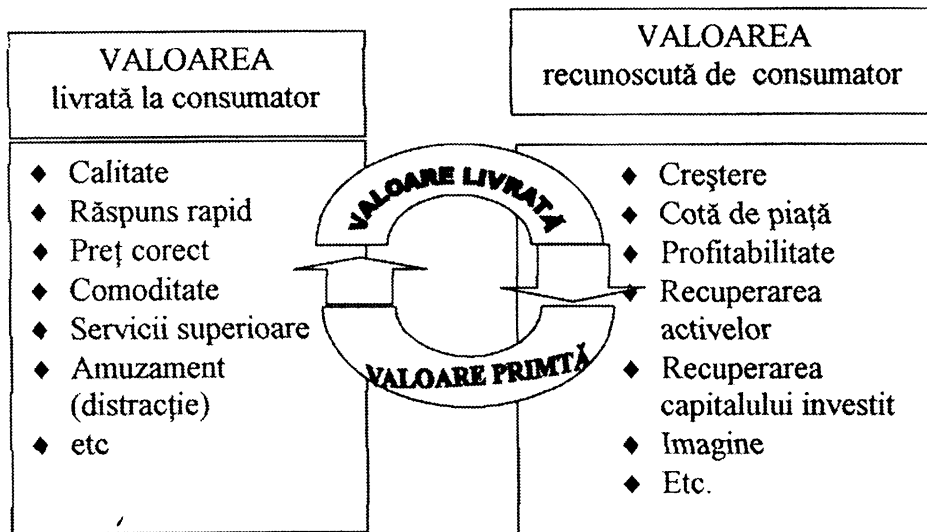 VALOAREA
livrată la consumator
♦ Calitate
♦ Răspuns rapid
♦ Preţ corect
♦ Comoditate
♦ Servicii superioare
♦ Amuzament
(distracţie)
♦ etc
VALOARE LIVRATĂ
VALOARE PRIMTĂ
VALOAREA
recunoscută de consumator
♦ Creştere
♦ Cotă de piaţă
♦ Profitabilitate
♦ Recuperarea
activelor
♦ Recuperarea
capitalului investit
♦ Imagine
♦ Etc.